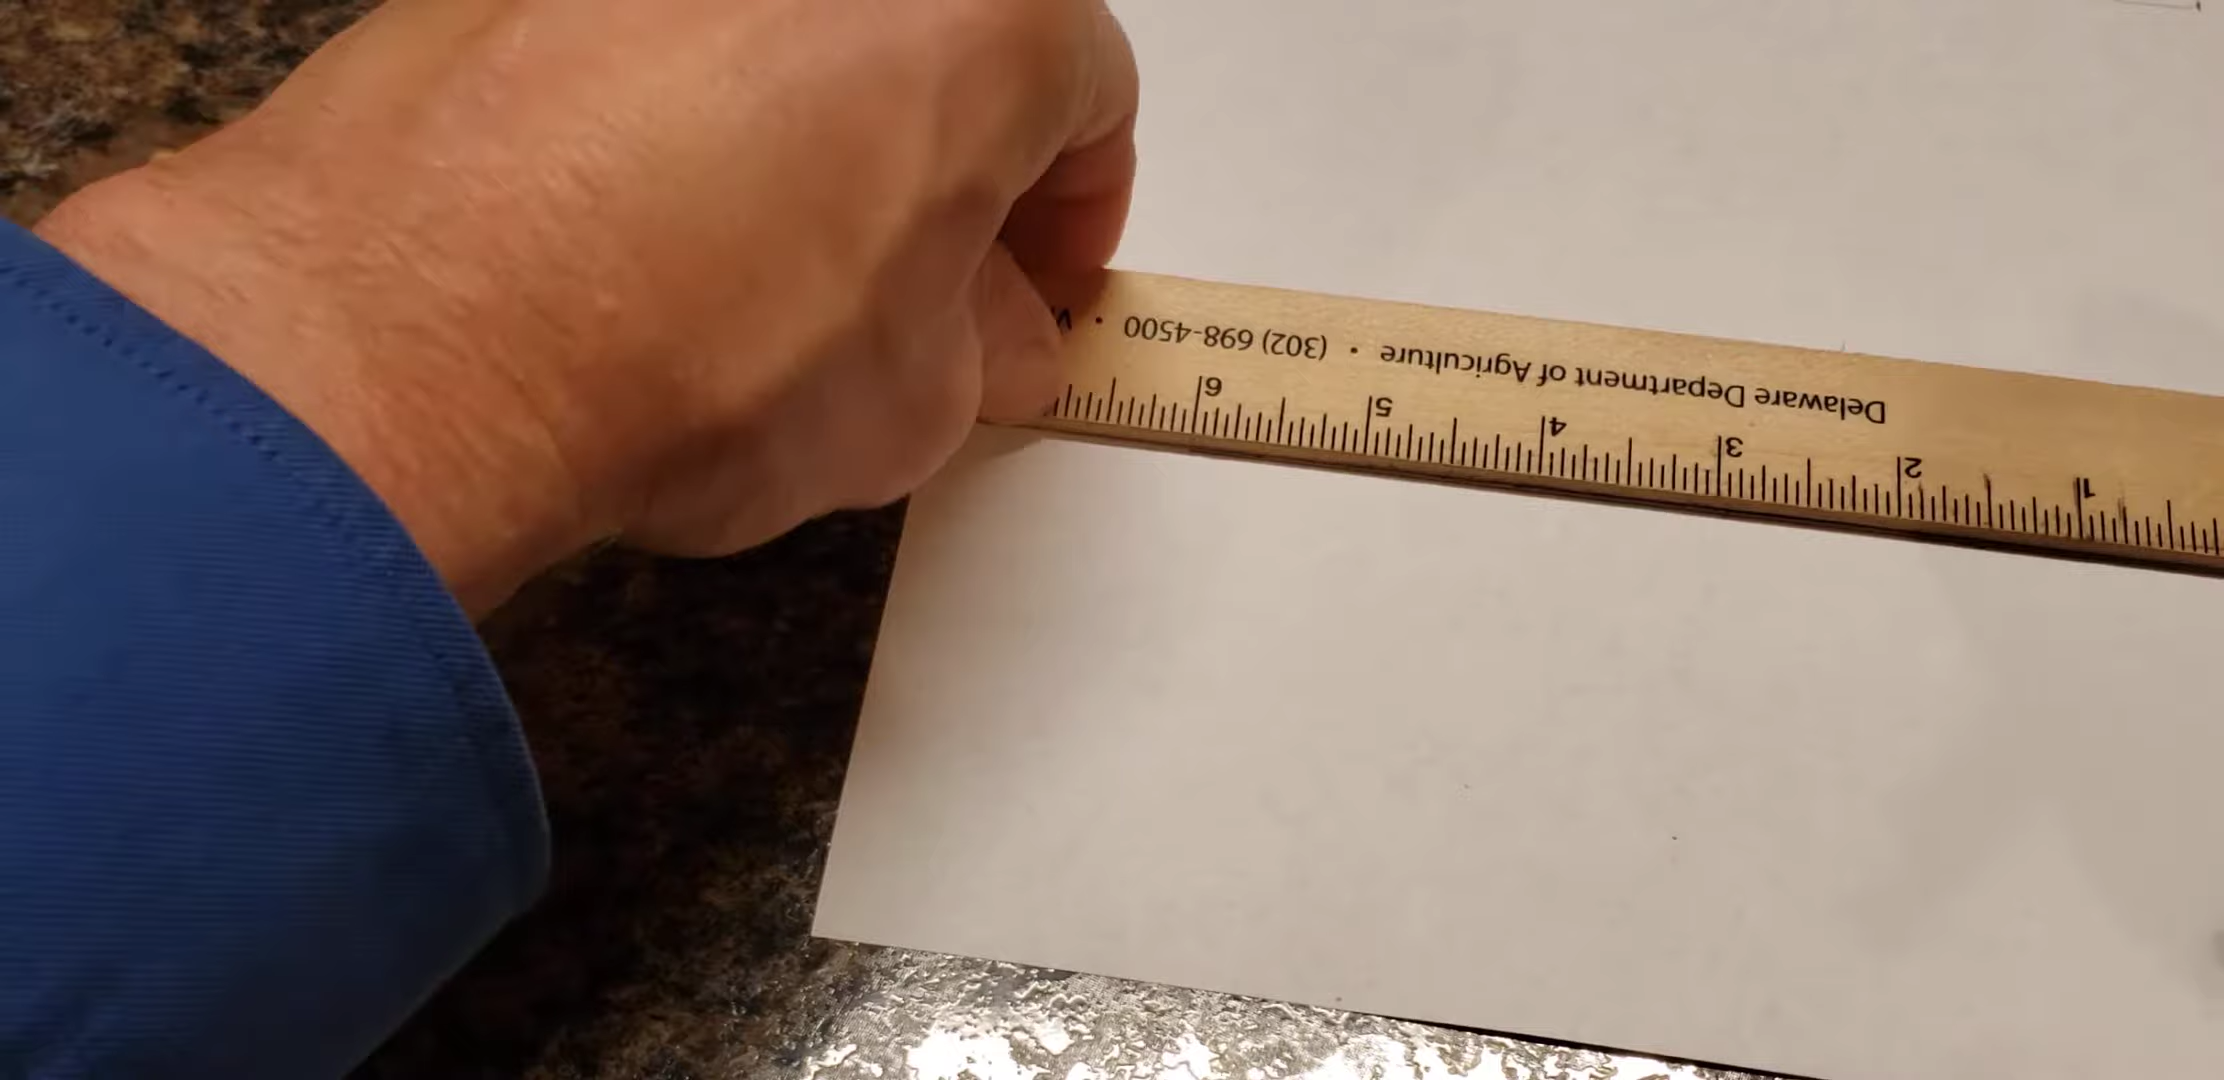 Delaware Department of Agriculture • (302) 698-4500 •
1 2 3 4 5 6